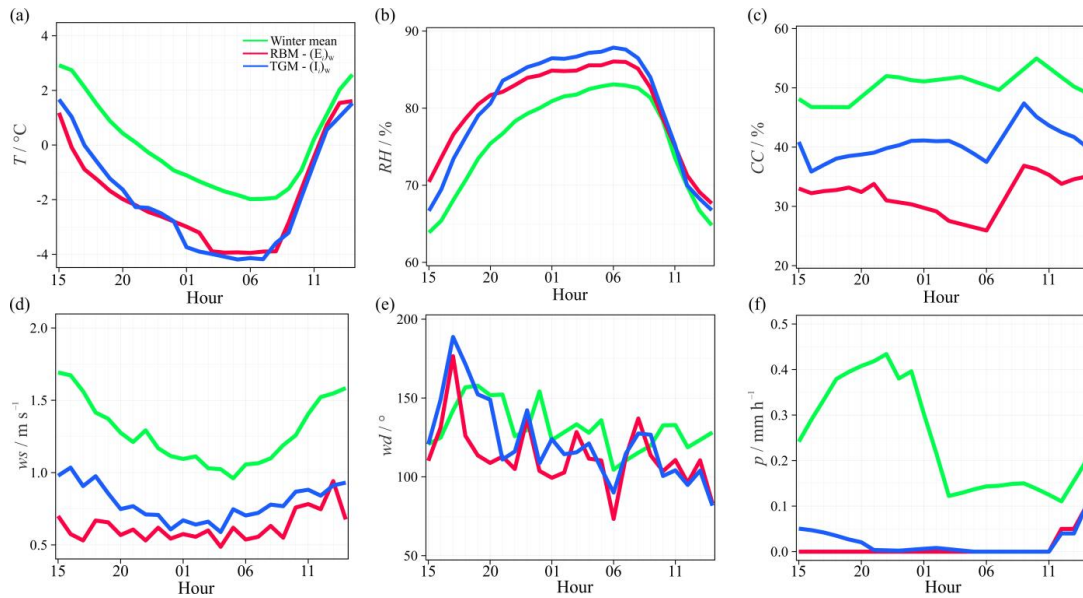 (a)
T / °C
4
2
0
-2
-4
Winter mean
RBM - (Ei)w
TGM - (Ii)w
15
20
01
06
11
Hour
(b)
RH / %
90
80
70
60
15
20
01
06
11
Hour
(c)
CC / %
60
50
40
30
20
15
20
01
06
11
Hour
(d)
ws / m s⁻¹
2.0
1.5
1.0
0.5
15
20
01
06
11
Hour
(e)
wd / °
200
150
100
50
15
20
01
06
11
Hour
(f)
p / mm h⁻¹
0.5
0.4
0.3
0.2
0.1
0.0
15
20
01
06
11
Hour